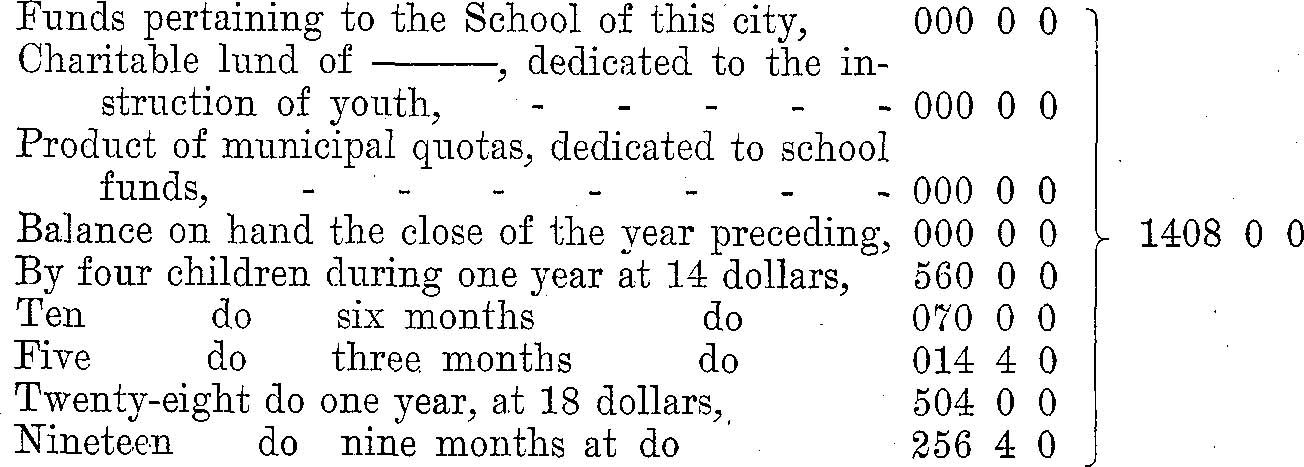 Funds pertaining to the School of this city, 000 0 0
Charitable lund of ———, dedicated to the in-
struction of youth, - - - - - 000 0 0
Product of municipal quotas, dedicated to school
funds, - - - - - - - 000 0 0
Balance on hand the close of the year preceding, 000 0 0 1408 0 0
By four children during one year at 14 dollars, 560 0 0
Ten do six months do 070 0 0
Five do three months do 014 4 0
Twenty-eight do one year, at 18 dollars, 504 0 0
Nineteen do nine months at do 256 4 0